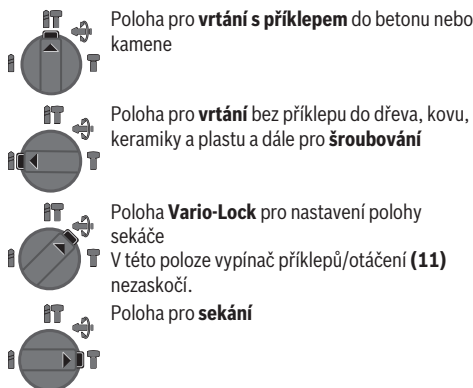 Poloha pro vrtání s příklepem do betonu nebo
kamene
Poloha pro vrtání bez příklepu do dřeva, kovu,
keramiky a plastu a dále pro šroubování
Poloha Vario-Lock pro nastavení polohy
sekáče
V této poloze vypínač příklepů/otáčení (11)
nezaskočí.
Poloha pro sekání